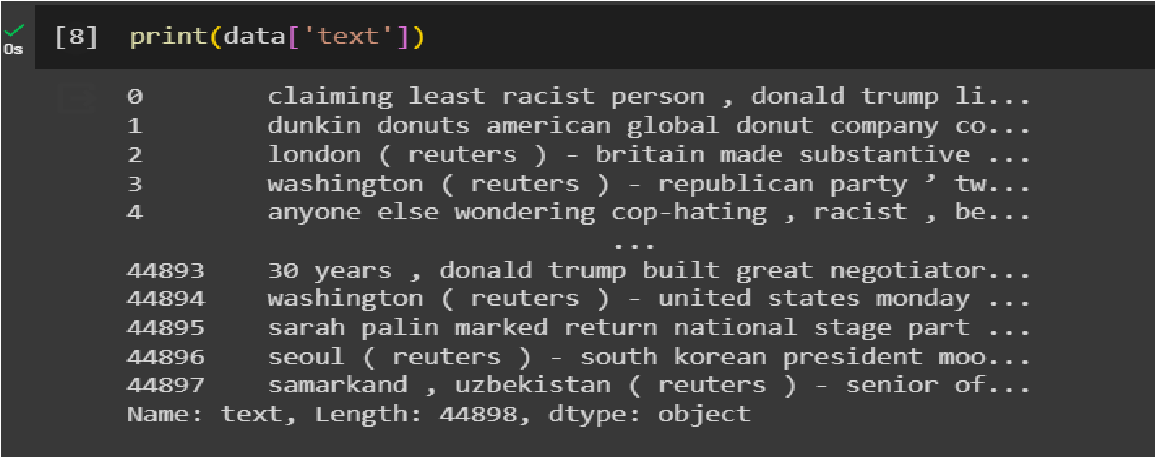 [8] print(data['text'])
0s
0 claiming least racist person , donald trump li...
1 dunkin donuts american global donut company co...
2 london ( reuters ) - britain made substantive ...
3 washington ( reuters ) - republican party ’ tw...
4 anyone else wondering cop-hating , racist , be...
...
44893 30 years , donald trump built great negotiator...
44894 washington ( reuters ) - united states monday ...
44895 sarah palin marked return national stage part ...
44896 seoul ( reuters ) - south korean president moo...
44897 samarkand , uzbekistan ( reuters ) - senior of...
Name: text, Length: 44898, dtype: object